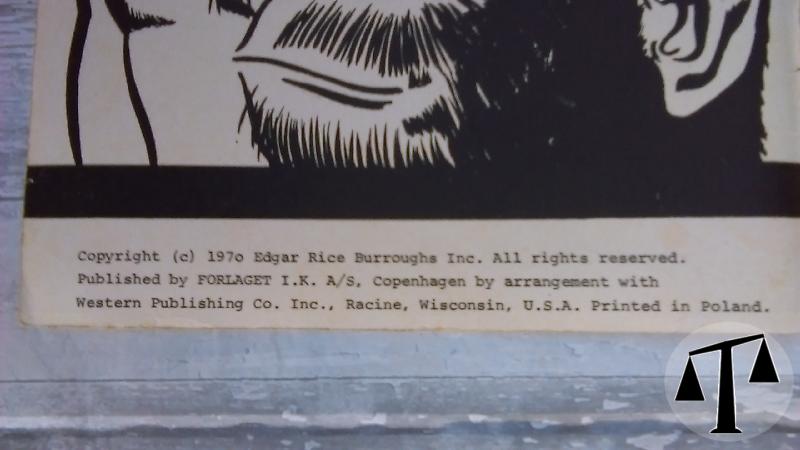 Copyright (c) 197o Edgar Rice Burroughs Inc. All rights reserved.
Published by FORLAGET I.K. A/S, Copenhagen by arrangement with
Western Publishing Co. Inc., Racine, Wisconsin, U.S.A. Printed in Poland.